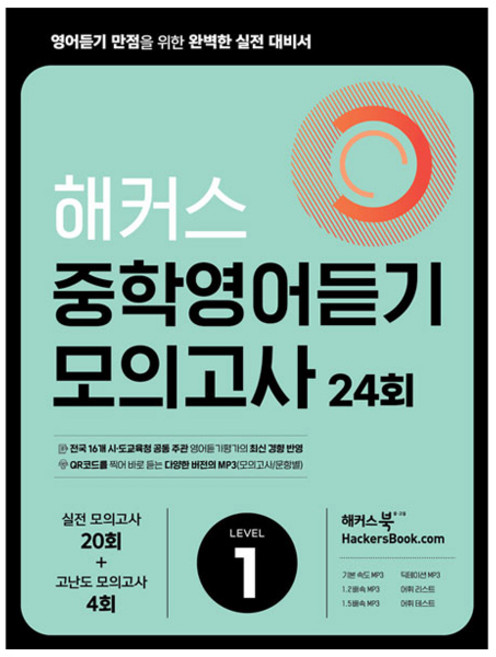 영어듣기 만점을 위한 완벽한 실전 대비서
해커스
중학영어듣기
모의고사 24회
전국 16개 시·도교육청 공동 주관 영어듣기평가의 최신 경향 반영
QR코드를 찍어 바로 듣는 다양한 버전의 MP3(모의고사/문항별)
실전 모의고사
20회
+
고난도 모의고사
4회
LEVEL
1
해커스북
HackersBook.com
기본 속도 MP3
1.2배속 MP3
1.5배속 MP3
딕테이션 MP3
어휘 리스트
어휘 테스트